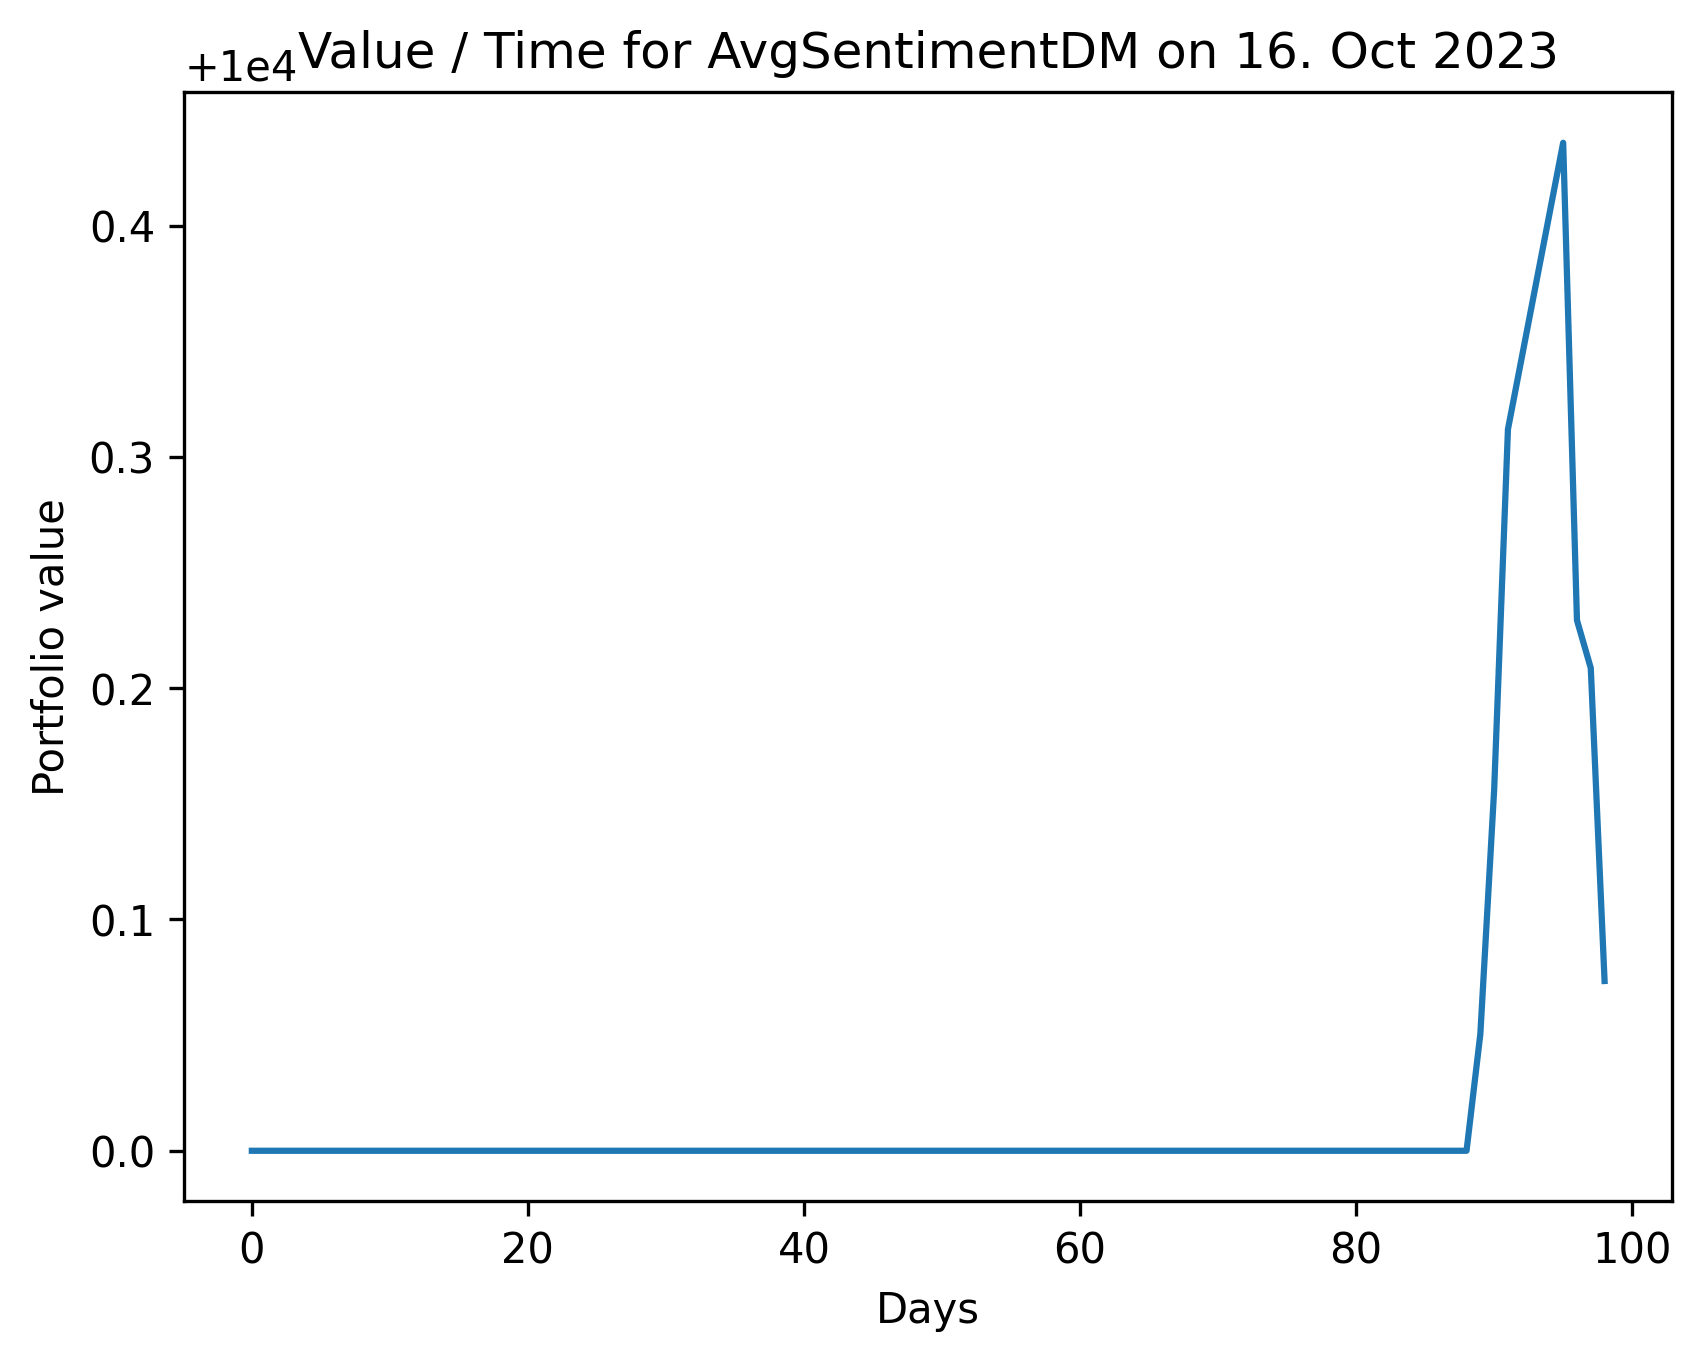 Value / Time for AvgSentimentDM on 16. Oct 2023
+1e4
0.4
0.3
0.2
0.1
0.0
Portfolio value
0 20 40 60 80 100
Days